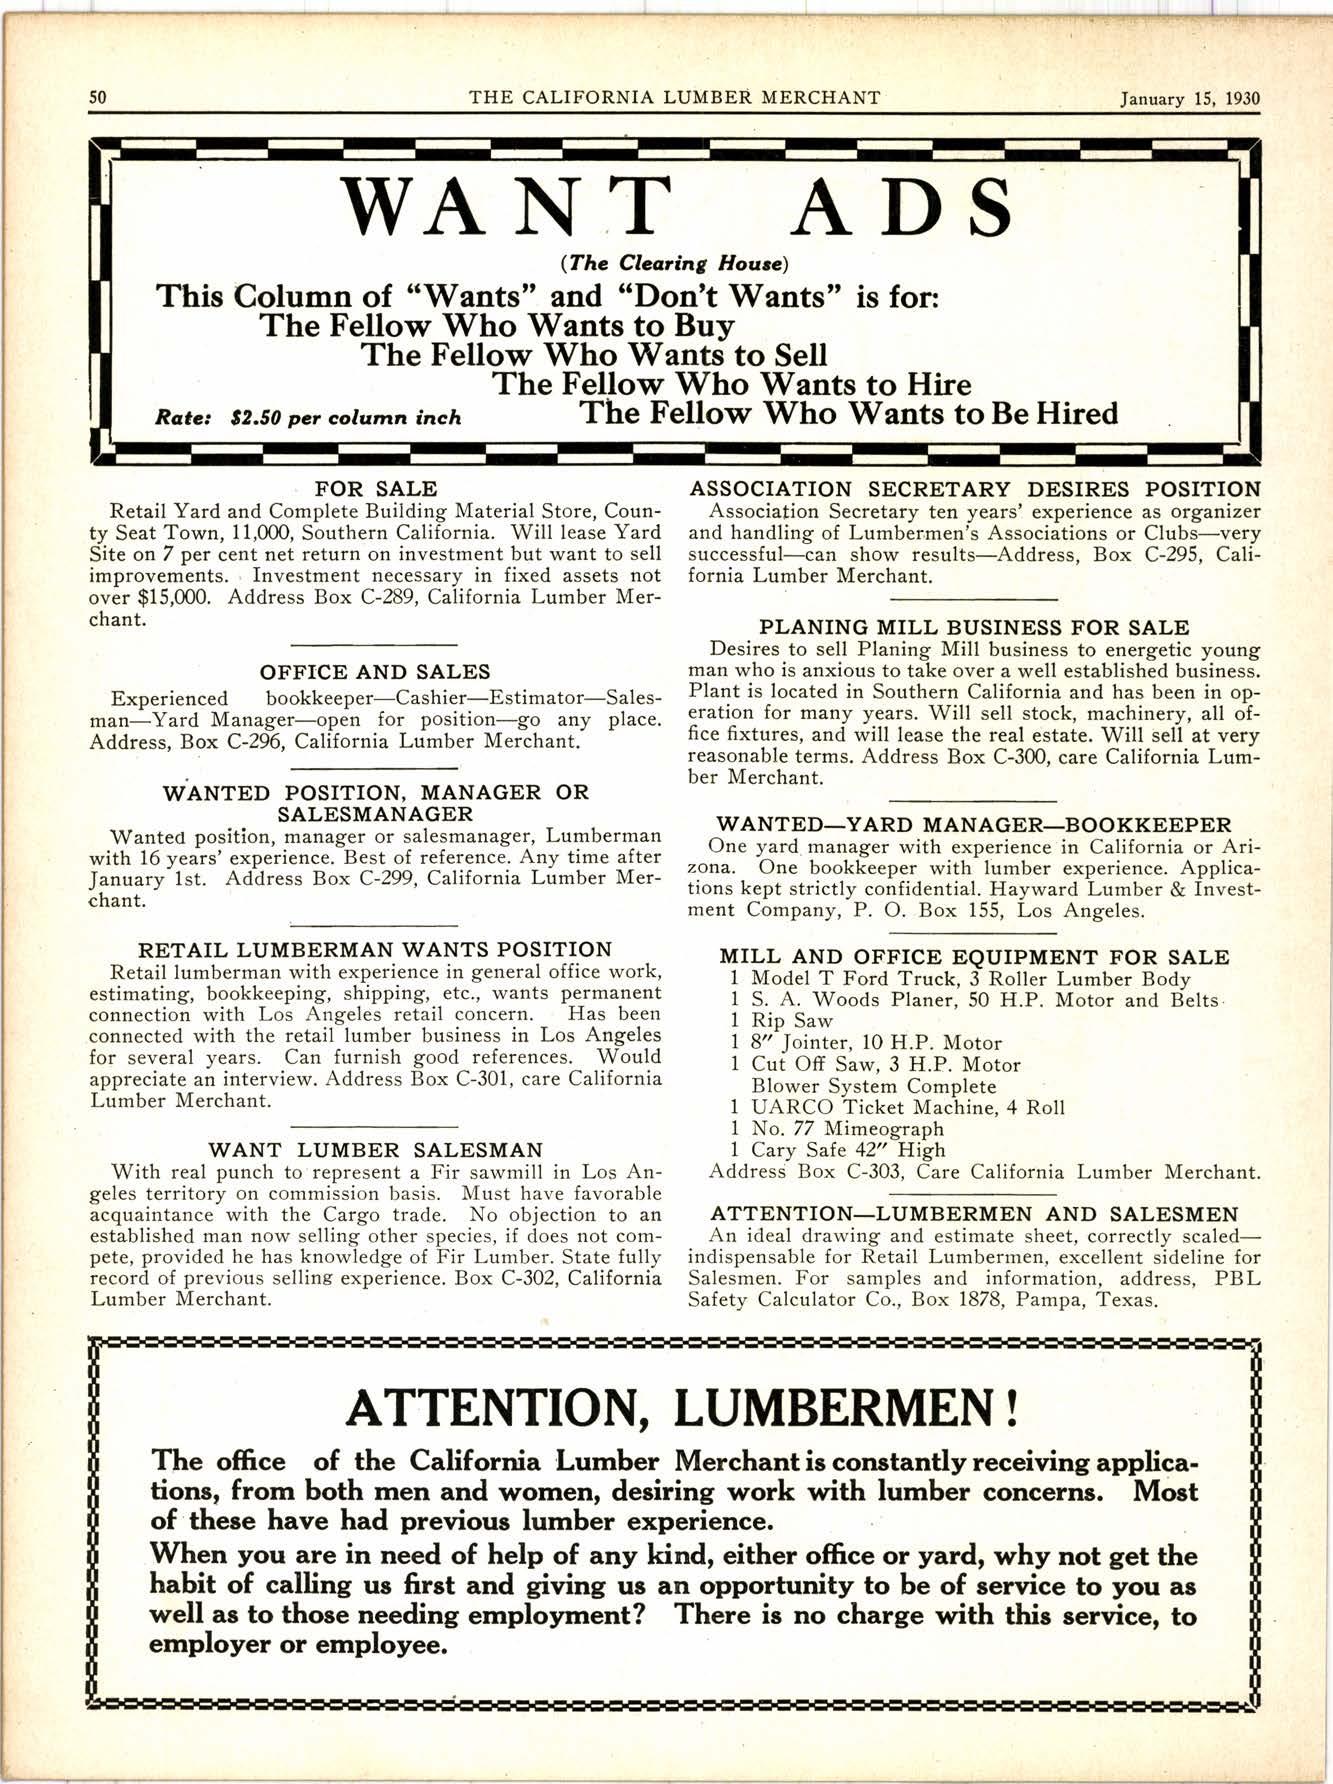 50
THE CALIFORNIA LUMBER MERCHANT
January 15, 1930
WANT ADS
(The Clearing House)
This Column of “Wants” and “Don't Wants” is for:
The Fellow Who Wants to Buy
The Fellow Who Wants to Sell
The Fellow Who Wants to Hire
Rate: $2.50 per column inch
The Fellow Who Wants to Be Hired
FOR SALE
Retail Yard and Complete Building Material Store, Coun-
ty Seat Town, 11,000, Southern California. Will lease Yard
Site on 7 per cent net return on investment but want to sell
improvements. Investment necessary in fixed assets not
over $15,000. Address Box C-289, California Lumber Mer-
chant.
OFFICE AND SALES
Experienced bookkeeper—Cashier—Estimator—Sales-
man—Yard Manager—open for position—go any place.
Address, Box C-296, California Lumber Merchant.
WANTED POSITION, MANAGER OR
SALESMANAGER
Wanted position, manager or salesmanager, Lumberman
with 16 years' experience. Best of reference. Any time after
January 1st. Address Box C-299, California Lumber Mer-
chant.
RETAIL LUMBERMAN WANTS POSITION
Retail lumberman with experience in general office work,
estimating, bookkeeping, shipping, etc., wants permanent
connection with Los Angeles retail concern. Has been
connected with the retail lumber business in Los Angeles
for several years. Can furnish good references. Would
appreciate an interview. Address Box C-301, care California
Lumber Merchant.
WANT LUMBER SALESMAN
With real punch to represent a Fir sawmill in Los An-
geles territory on commission basis. Must have favorable
acquaintance with the Cargo trade. No objection to an
established man now selling other species, if does not com-
pete, provided he has knowledge of Fir Lumber. State fully
record of previous selling experience. Box C-302, California
Lumber Merchant.
ASSOCIATION SECRETARY DESIRES POSITION
Association Secretary ten years' experience as organizer
and handling of Lumbermen's Associations or Clubs—very
successful—can show results—Address, Box C-295, Cali-
fornia Lumber Merchant.
PLANING MILL BUSINESS FOR SALE
Desires to sell Planing Mill business to energetic young
man who is anxious to take over a well established business.
Plant is located in Southern California and has been in op-
eration for many years. Will sell stock, machinery, all of-
fice fixtures, and will lease the real estate. Will sell at very
reasonable terms. Address Box C-300, care California Lum-
ber Merchant.
WANTED—YARD MANAGER—BOOKKEEPER
One yard manager with experience in California or Ari-
zona. One bookkeeper with lumber experience. Applica-
tions kept strictly confidential. Hayward Lumber & Invest-
ment Company, P. O. Box 155, Los Angeles.
MILL AND OFFICE EQUIPMENT FOR SALE
1 Model T Ford Truck, 3 Roller Lumber Body
1 S. A. Woods Planer, 50 H.P. Motor and Belts
1 Rip Saw
1 8″ Jointer, 10 H.P. Motor
1 Cut Off Saw, 3 H.P. Motor
Blower System Complete
1 UARCO Ticket Machine, 4 Roll
1 No. 77 Mimeograph
1 Cary Safe 42″ High
Address Box C-303, Care California Lumber Merchant.
ATTENTION—LUMBERMEN AND SALESMEN
An ideal drawing and estimate sheet, correctly scaled—
indispensable for Retail Lumbermen, excellent sideline for
Salesmen. For samples and information, address, PBL
Safety Calculator Co., Box 1878, Pampa, Texas.
ATTENTION, LUMBERMEN!
The office of the California Lumber Merchant is constantly receiving applica-
tions, from both men and women, desiring work with lumber concerns. Most
of these have had previous lumber experience.
When you are in need of help of any kind, either office or yard, why not get the
habit of calling us first and giving us an opportunity to be of service to you as
well as to those needing employment? There is no charge with this service, to
employer or employee.